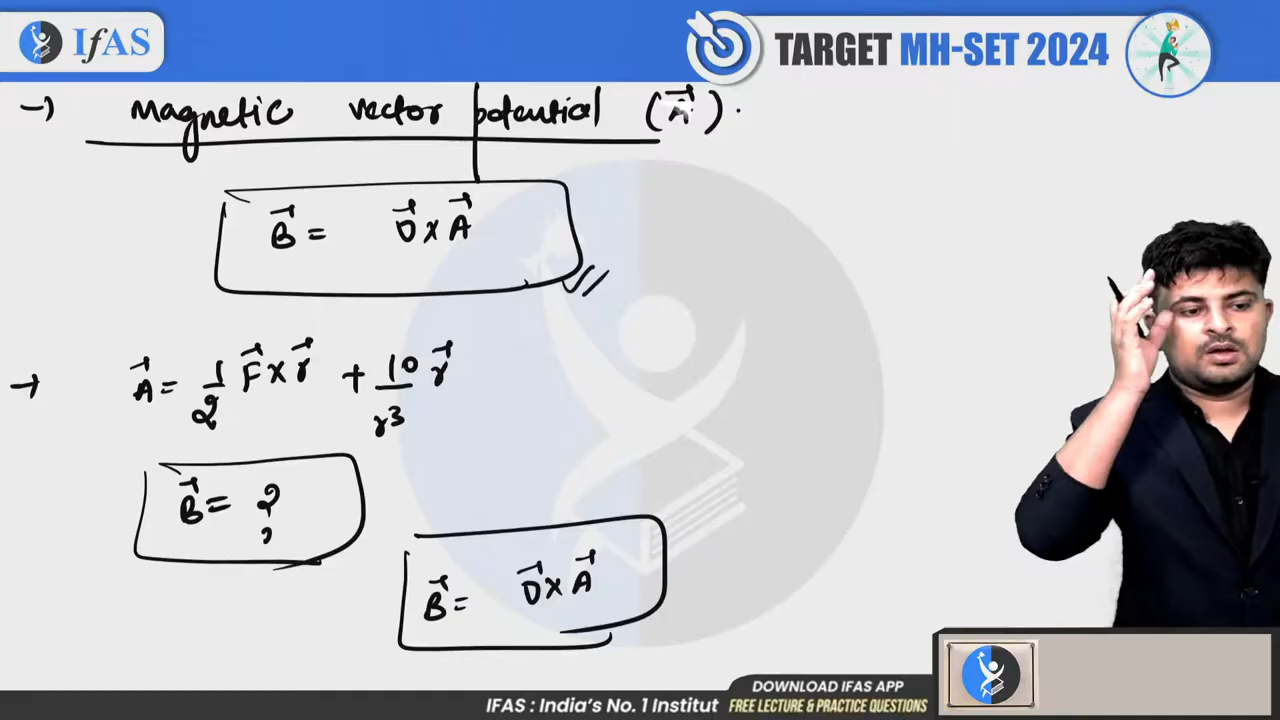 IfAS
TARGET MH-SET 2024
→ Magnetic vector potential (A⃗).
B⃗ = ∇⃗ × A⃗
→ A⃗ = 1/2 F⃗ × r⃗ + 10/r3 r⃗
B⃗ = ?
B⃗ = ∇⃗ × A⃗
DOWNLOAD IFAS APP
IFAS : India's No. 1 Institut FREE LECTURE & PRACTICE QUESTIONS